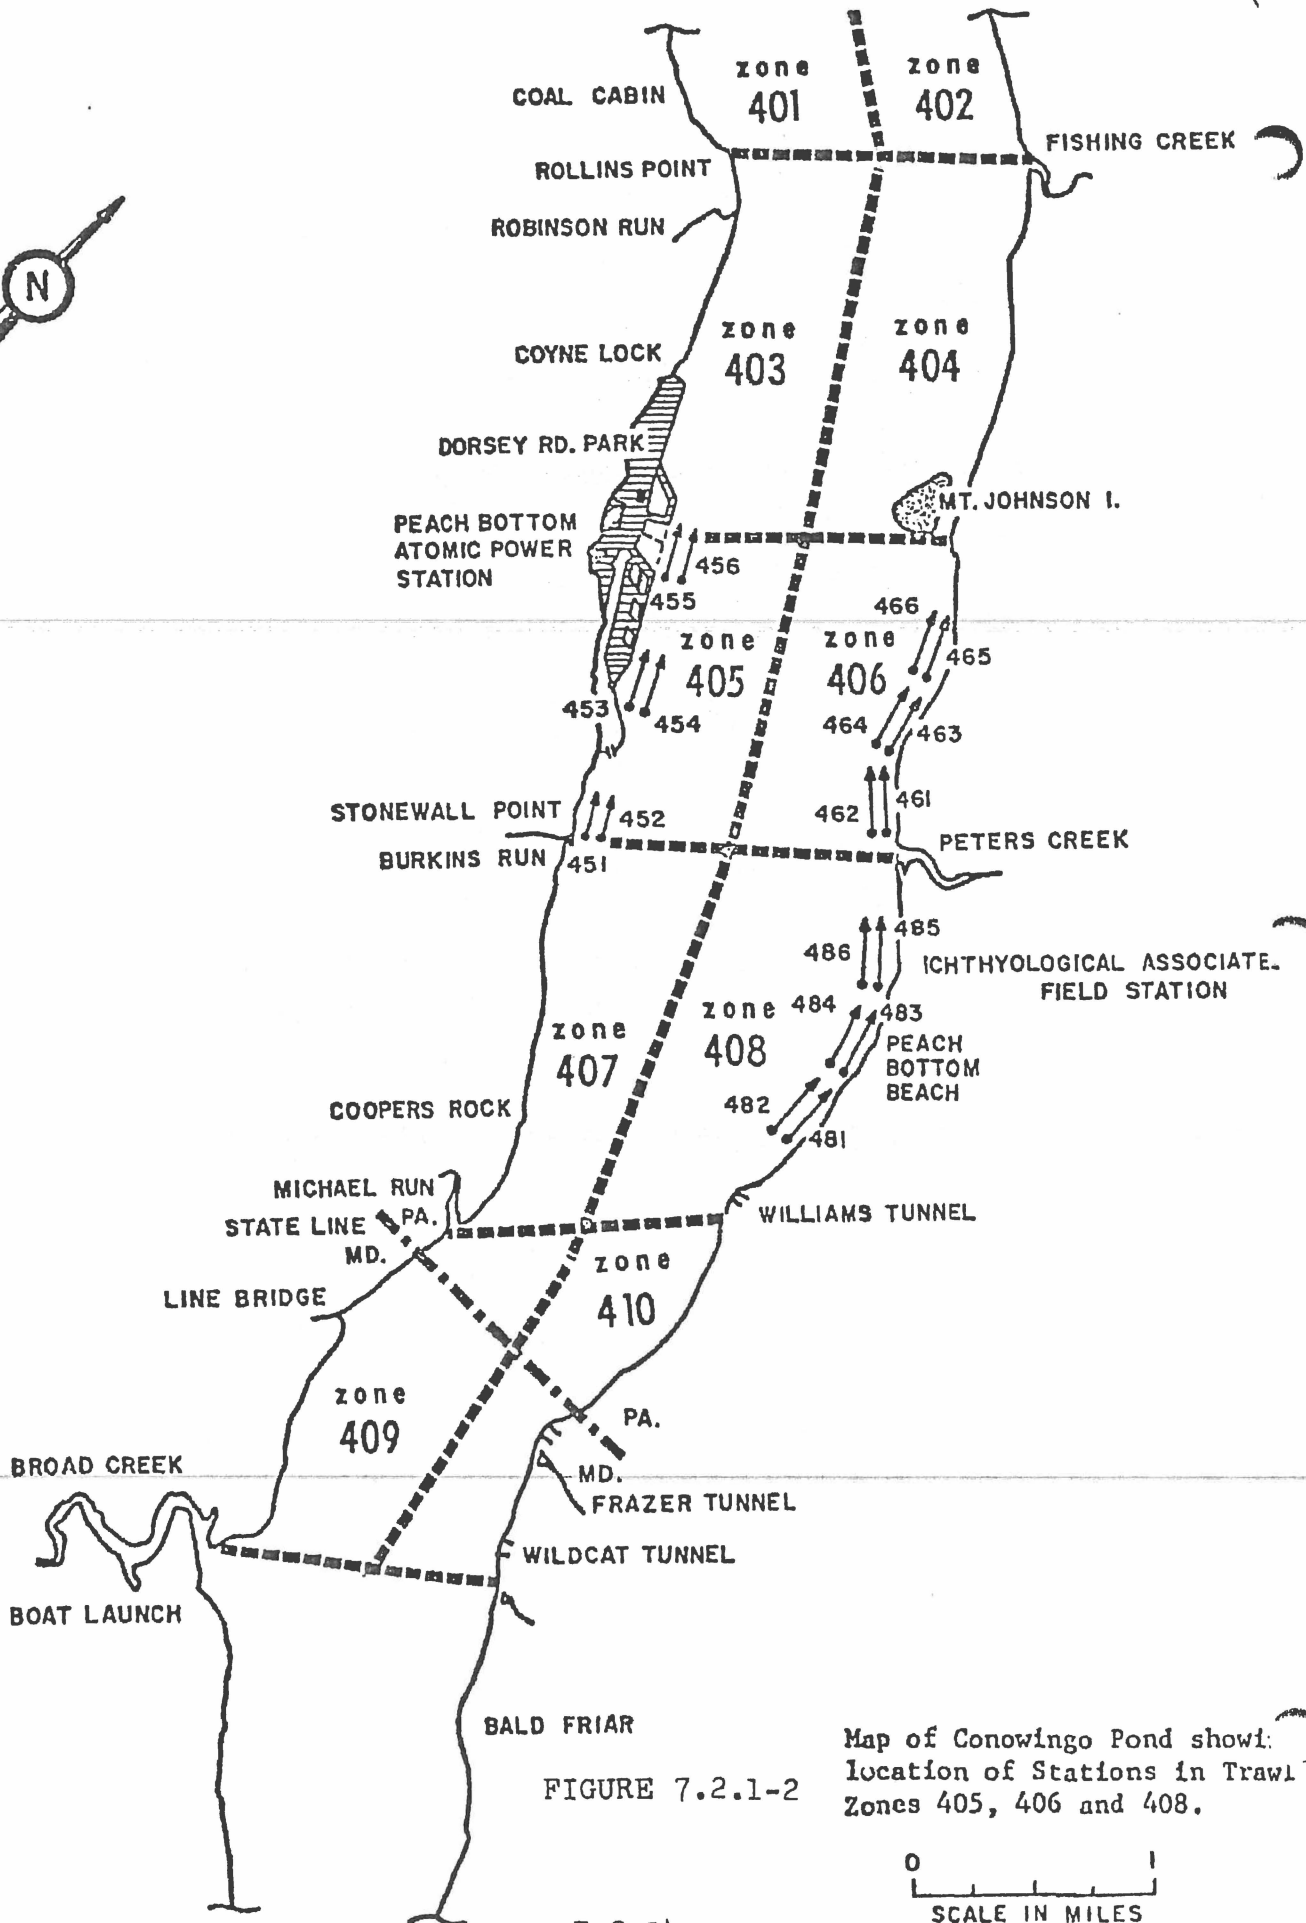 zone
401
zone
402
COAL CABIN
FISHING CREEK
ROLLINS POINT
ROBINSON RUN
N
zone
403
zone
404
COYNE LOCK
DORSEY RD. PARK
MT. JOHNSON I.
PEACH BOTTOM
ATOMIC POWER
STATION
456
455
466
465
zone
405
zone
406
453
454
464
463
STONEWALL POINT
452
462
461
BURKINS RUN
451
PETERS CREEK
485
486
ICHTHYOLOGICAL ASSOCIATE
FIELD STATION
484
483
zone
407
zone
408
PEACH
BOTTOM
BEACH
COOPERS ROCK
482
481
MICHAEL RUN
STATE LINE
PA.
MD.
WILLIAMS TUNNEL
LINE BRIDGE
zone
410
zone
409
PA.
MD.
BROAD CREEK
FRAZER TUNNEL
WILDCAT TUNNEL
BOAT LAUNCH
BALD FRIAR
FIGURE 7.2.1-2
Map of Conowingo Pond showi
location of Stations in Trawl
Zones 405, 406 and 408.
0 1
SCALE IN MILES